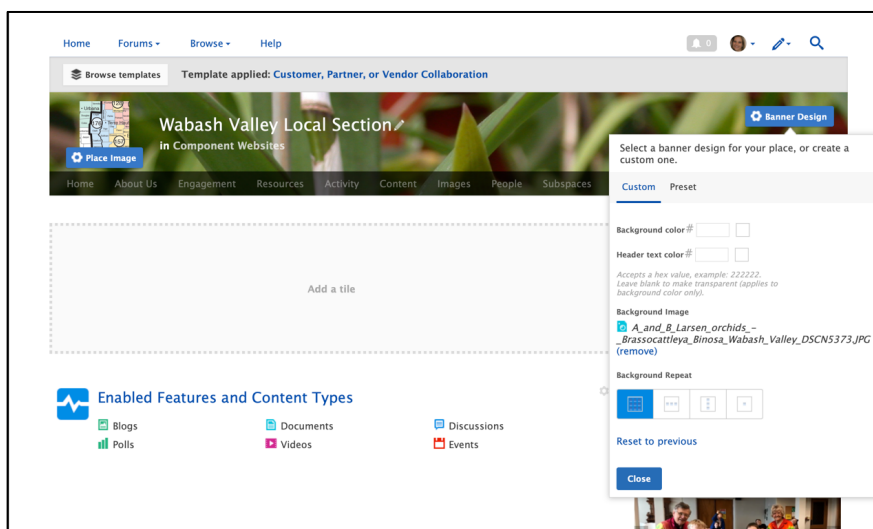 Home Forums Browse Help 0
Browse templates Template applied: Customer, Partner, or Vendor Collaboration
Wabash Valley Local Section
in Component Websites
Place Image
Banner Design
Home About Us Engagement Resources Activity Content Images People Subspaces
Select a banner design for your place, or create a
custom one.
Custom Preset
Background color #
Header text color #
Accepts a hex value, example: 222222.
Leave blank to make transparent (applies to
background color only).
Background Image
A_and_B_Larsen_orchids_-
_Brassocattleya_Binosa_Wabash_Valley_DSCN5373.JPG
(remove)
Background Repeat
Reset to previous
Close
Add a tile
Enabled Features and Content Types
Blogs Documents Discussions
Polls Videos Events